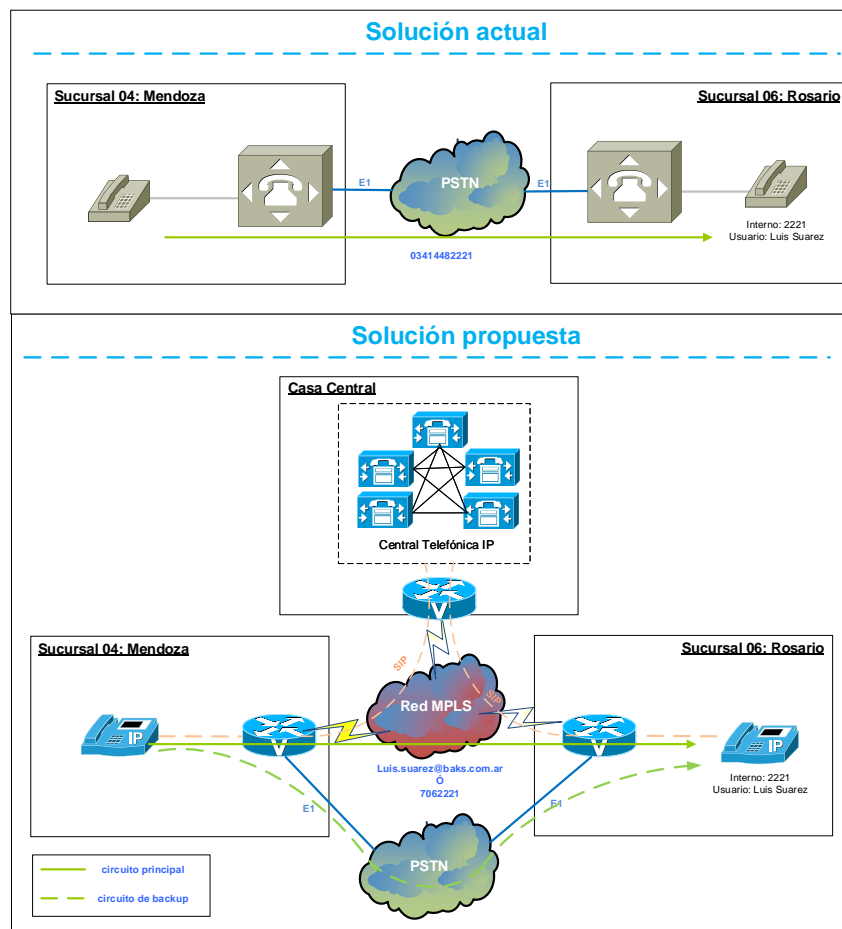 Solución actual
Sucursal 04: Mendoza
Sucursal 06: Rosario
E1
PSTN
E1
Interno: 2221
Usuario: Luis Suarez
03414482221
Solución propuesta
Casa Central
Central Telefónica IP
V
Sucursal 04: Mendoza
Sucursal 06: Rosario
SIP
SIP
Red MPLS
IP
V
V
IP
Luis.suarez@baks.com.ar
Ó
7062221
Interno: 2221
Usuario: Luis Suarez
E1
E1
PSTN
circuito principal
circuito de backup